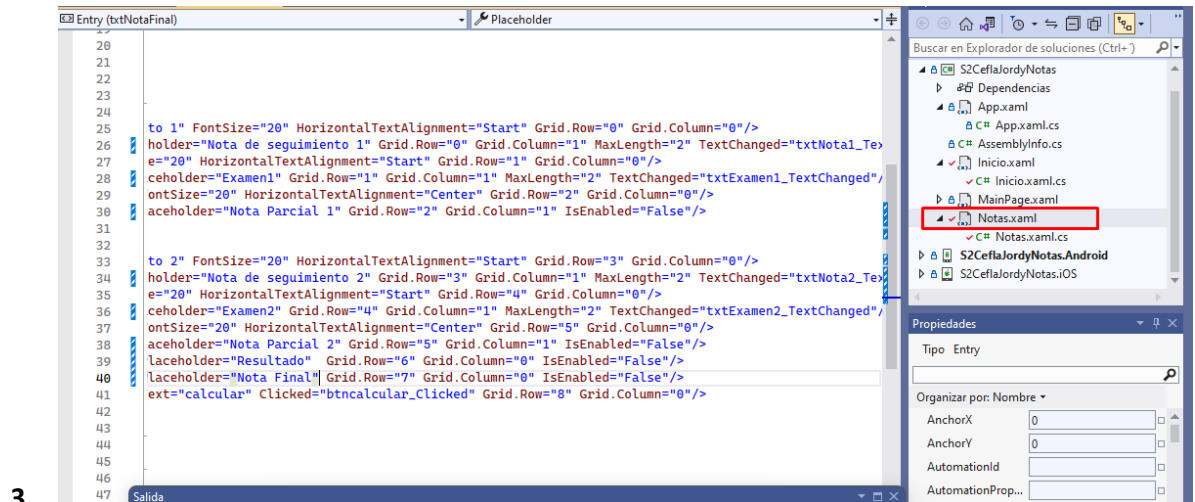 Entry (txtNotaFinal)
Placeholder
20
21
22
23
24
25 to 1" FontSize="20" HorizontalTextAlignment="Start" Grid.Row="0" Grid.Column="0"/>
26 holder="Nota de seguimiento 1" Grid.Row="0" Grid.Column="1" MaxLength="2" TextChanged="txtNota1_Tex
27 e="20" HorizontalTextAlignment="Start" Grid.Row="1" Grid.Column="0"/>
28 ceholder="Examen1" Grid.Row="1" Grid.Column="1" MaxLength="2" TextChanged="txtExamen1_TextChanged"/
29 ontSize="20" HorizontalTextAlignment="Center" Grid.Row="2" Grid.Column="0"/>
30 aceholder="Nota Parcial 1" Grid.Row="2" Grid.Column="1" IsEnabled="False"/>
31
32
33 to 2" FontSize="20" HorizontalTextAlignment="Start" Grid.Row="3" Grid.Column="0"/>
34 holder="Nota de seguimiento 2" Grid.Row="3" Grid.Column="1" MaxLength="2" TextChanged="txtNota2_Tex
35 e="20" HorizontalTextAlignment="Start" Grid.Row="4" Grid.Column="0"/>
36 ceholder="Examen2" Grid.Row="4" Grid.Column="1" MaxLength="2" TextChanged="txtExamen2_TextChanged"/
37 ontSize="20" HorizontalTextAlignment="Center" Grid.Row="5" Grid.Column="0"/>
38 aceholder="Nota Parcial 2" Grid.Row="5" Grid.Column="1" IsEnabled="False"/>
39 laceholder="Resultado" Grid.Row="6" Grid.Column="0" IsEnabled="False"/>
40 laceholder="Nota Final" Grid.Row="7" Grid.Column="0" IsEnabled="False"/>
41 ext="calcular" Clicked="btncalcular_Clicked" Grid.Row="8" Grid.Column="0"/>
42
43
44
45
46
47
Salida
3
Buscar en Explorador de soluciones (Ctrl+´)
C# S2CeflaJordyNotas
Dependencias
App.xaml
C# App.xaml.cs
C# AssemblyInfo.cs
Inicio.xaml
C# Inicio.xaml.cs
MainPage.xaml
Notas.xaml
C# Notas.xaml.cs
S2CeflaJordyNotas.Android
S2CeflaJordyNotas.iOS
Propiedades
Tipo Entry
Organizar por: Nombre
AnchorX 0
AnchorY 0
AutomationId
AutomationProp...